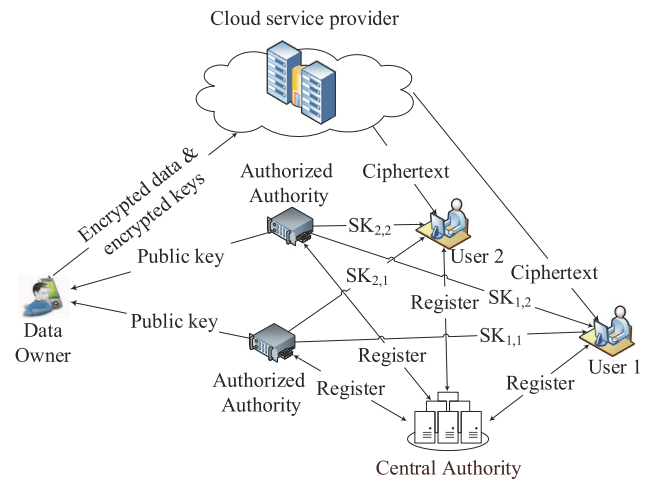 Cloud service provider
Encrypted data &
encrypted keys
Authorized
Authority
Ciphertext
SK2,2
User 2
Public key
SK2,1
Ciphertext
Register
SK1,2
Data
Owner
Public key
SK1,1
Register
User 1
Authorized
Authority
Register
Register
Central Authority